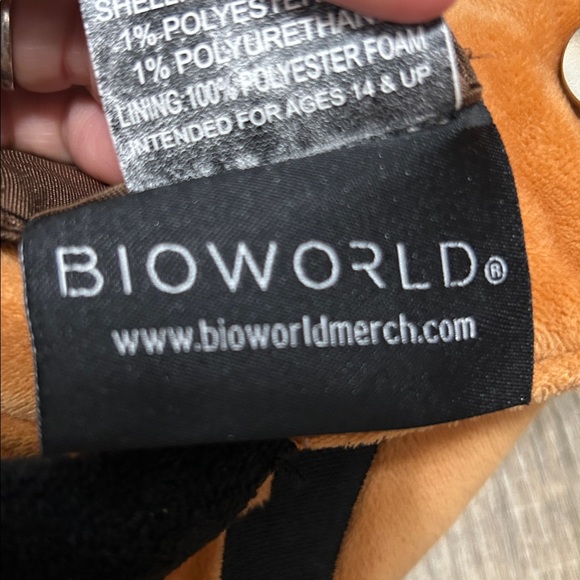 1% POLYESTER
1% POLYURETHAN
LINING:100% POLYESTER FOAM
INTENDED FOR AGES 14 & UP
BIOWORLD®
www.bioworldmerch.com